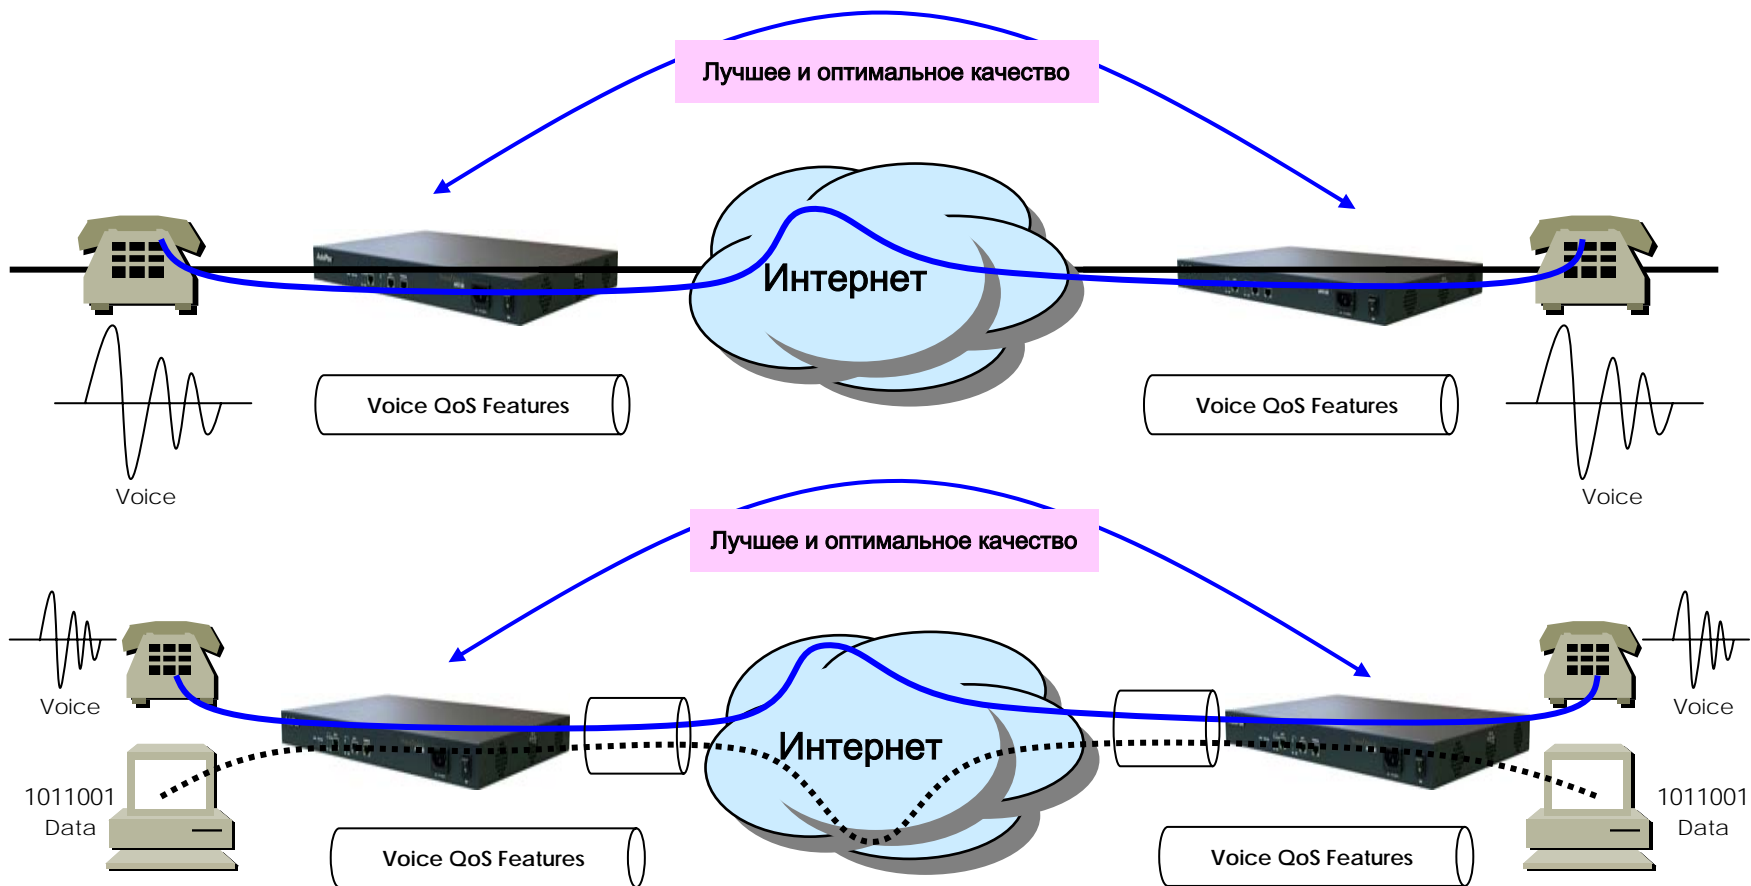 Лучшее и оптимальное качество
Интернет
Voice QoS Features
Voice QoS Features
Voice
Voice
Лучшее и оптимальное качество
Voice
Voice
Интернет
1011001
Data
1011001
Data
Voice QoS Features
Voice QoS Features